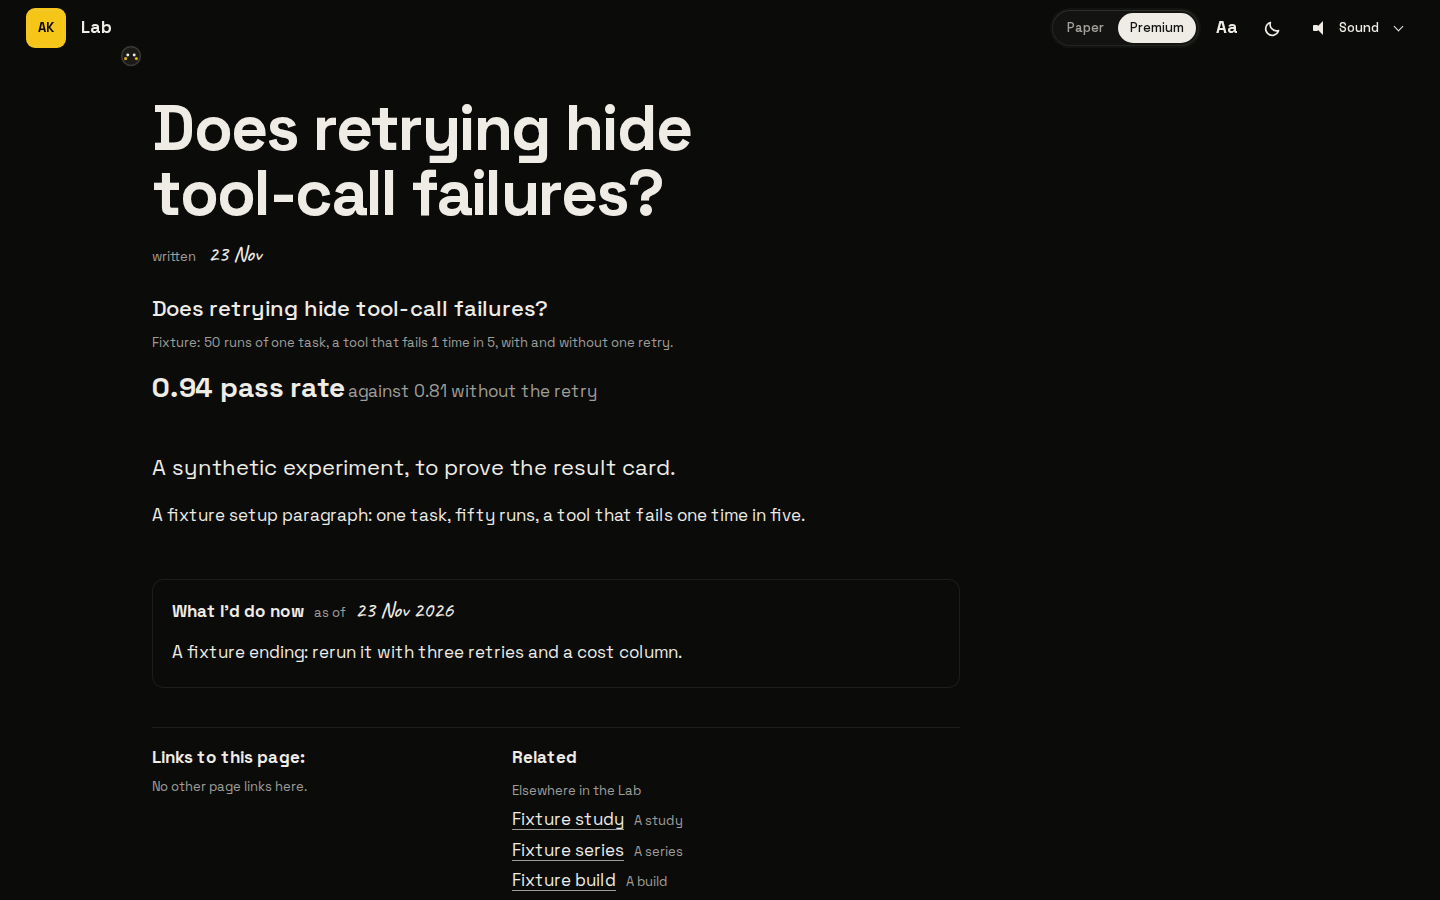 AK Lab Paper Premium Aa Sound
Does retrying hide
tool-call failures?
written 23 Nov
Does retrying hide tool-call failures?
Fixture: 50 runs of one task, a tool that fails 1 time in 5, with and without one retry.
0.94 pass rate against 0.81 without the retry
A synthetic experiment, to prove the result card.
A fixture setup paragraph: one task, fifty runs, a tool that fails one time in five.
What I'd do now as of 23 Nov 2026
A fixture ending: rerun it with three retries and a cost column.
Links to this page:
No other page links here.
Related
Elsewhere in the Lab
Fixture study A study
Fixture series A series
Fixture build A build